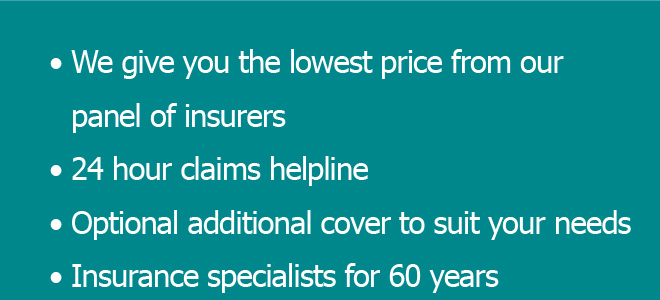 • We give you the lowest price from our
panel of insurers
• 24 hour claims helpline
• Optional additional cover to suit your needs
• Insurance specialists for 60 years